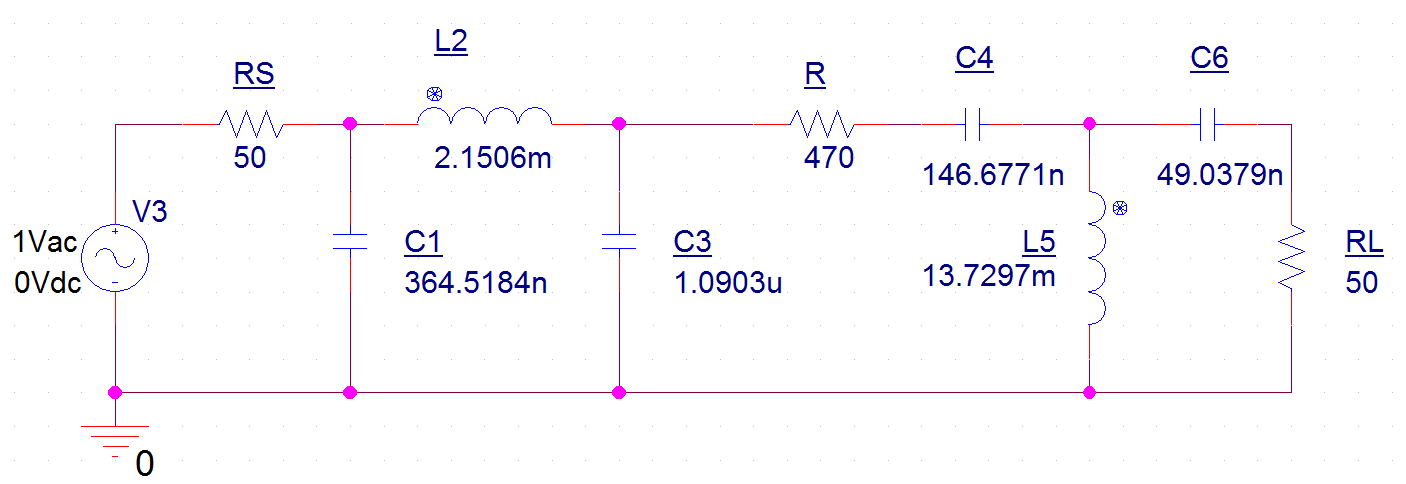 L2
RS
R
C4
C6
50
2.1506m
470
146.6771n
49.0379n
V3
+
1Vac
0Vdc
-
C1
364.5184n
C3
1.0903u
L5
13.7297m
RL
50
0